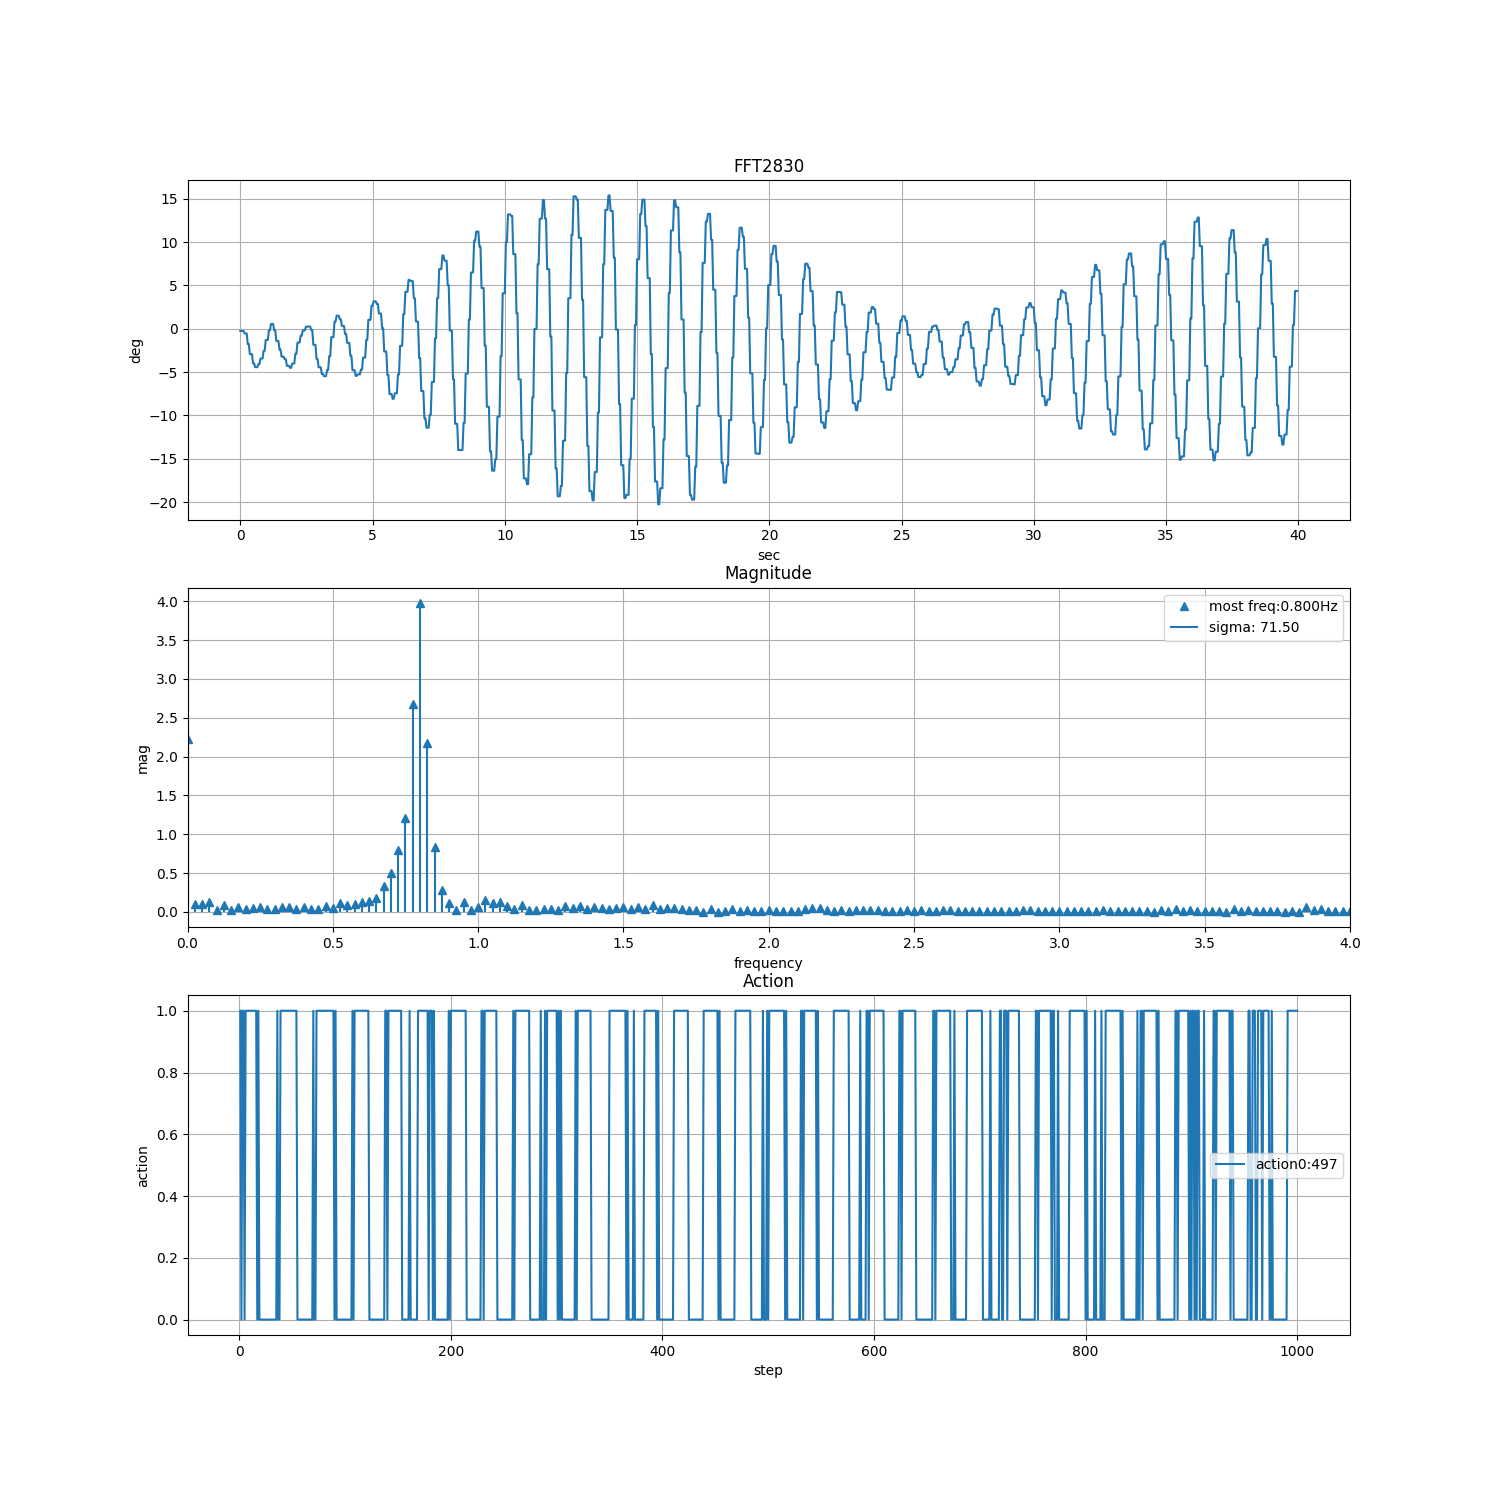 FFT2830
15
10
5
0
−5
−10
−15
−20
deg
0 5 10 15 20 25 30 35 40
sec
Magnitude
4.0
3.5
3.0
2.5
2.0
1.5
1.0
0.5
0.0
mag
most freq:0.800Hz
sigma: 71.50
0.0 0.5 1.0 1.5 2.0 2.5 3.0 3.5 4.0
frequency
Action
1.0
0.8
0.6
0.4
0.2
0.0
action
action0:497
0 200 400 600 800 1000
step